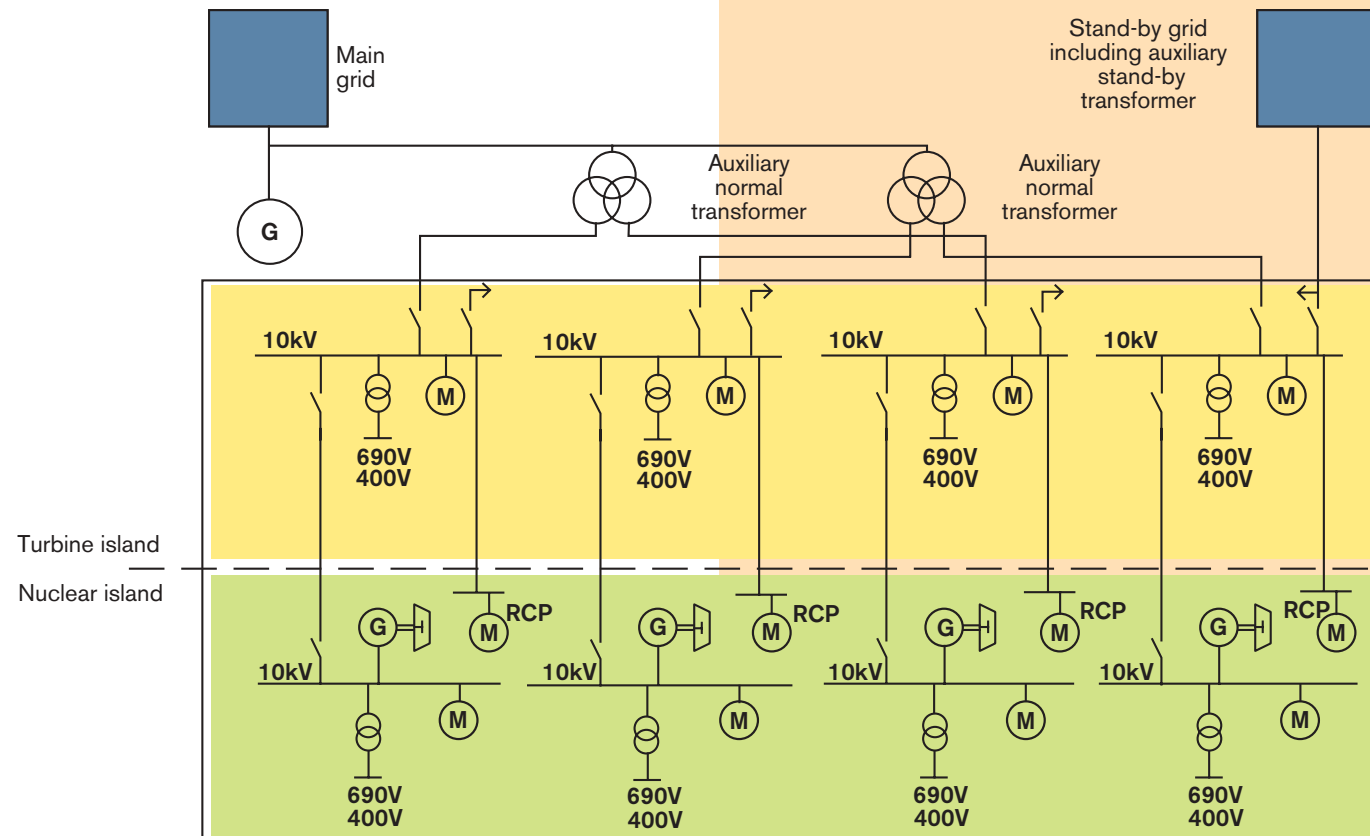 Main
grid
Stand-by grid
including auxiliary
stand-by
transformer
Auxiliary
normal
transformer
Auxiliary
normal
transformer
G
10kV
10kV
10kV
10kV
M
M
M
M
690V
400V
690V
400V
690V
400V
690V
400V
Turbine island
Nuclear island
G
M
RCP
G
M
RCP
G
M
RCP
G
RCP
M
10kV
10kV
10kV
10kV
M
M
M
M
690V
400V
690V
400V
690V
400V
690V
400V